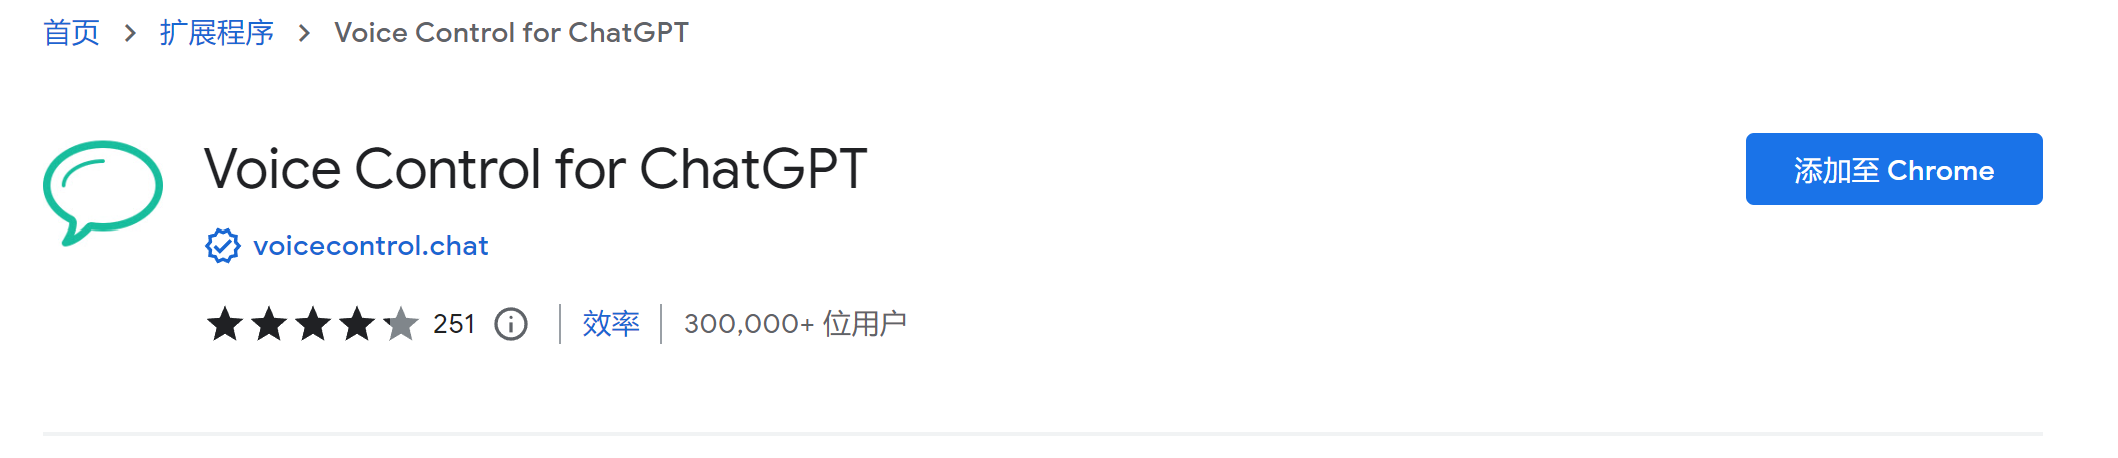 首页 > 扩展程序 > Voice Control for ChatGPT
Voice Control for ChatGPT
添加至 Chrome
voicecontrol.chat
251 效率 300,000+ 位用户